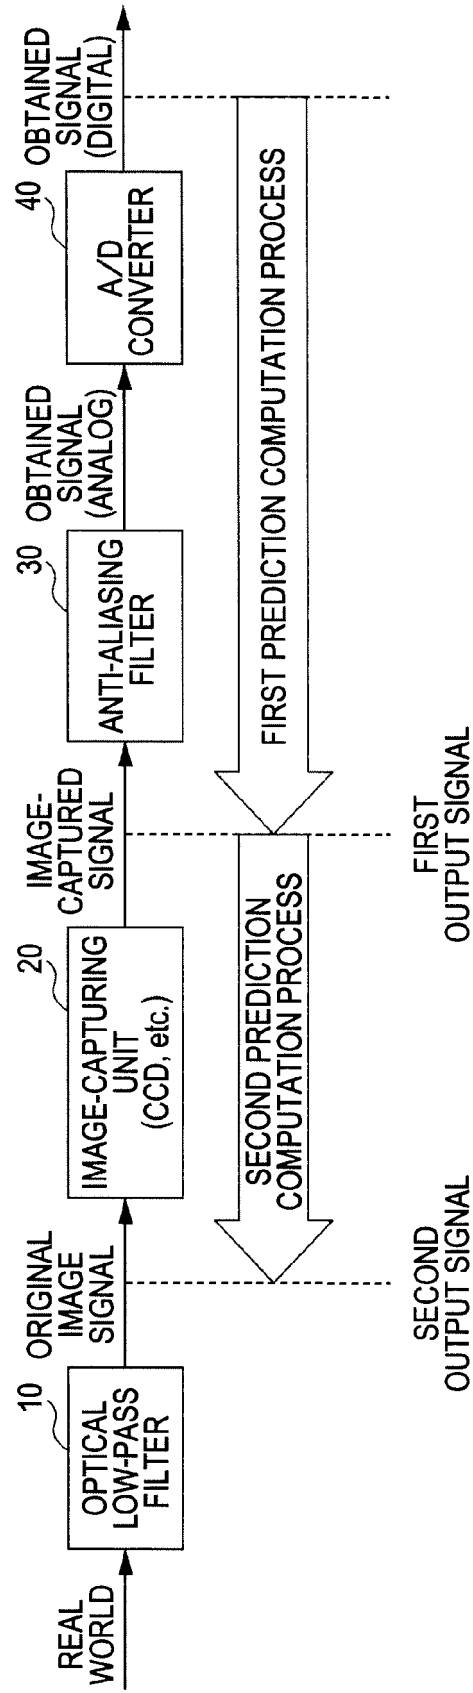 REAL
WORLD
10
OPTICAL
LOW-PASS
FILTER
ORIGINAL
IMAGE
SIGNAL
20
IMAGE-CAPTURING
UNIT
(CCD, etc.)
IMAGE-
CAPTURED
SIGNAL
30
ANTI-ALIASING
FILTER
OBTAINED
SIGNAL
(ANALOG)
40
A/D
CONVERTER
OBTAINED
SIGNAL
(DIGITAL)
SECOND PREDICTION
COMPUTATION PROCESS
FIRST PREDICTION COMPUTATION PROCESS
SECOND
OUTPUT SIGNAL
FIRST
OUTPUT SIGNAL